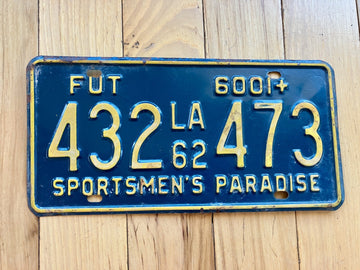 FUT 6001+
432 LA 62 473
SPORTSMEN'S PARADISE